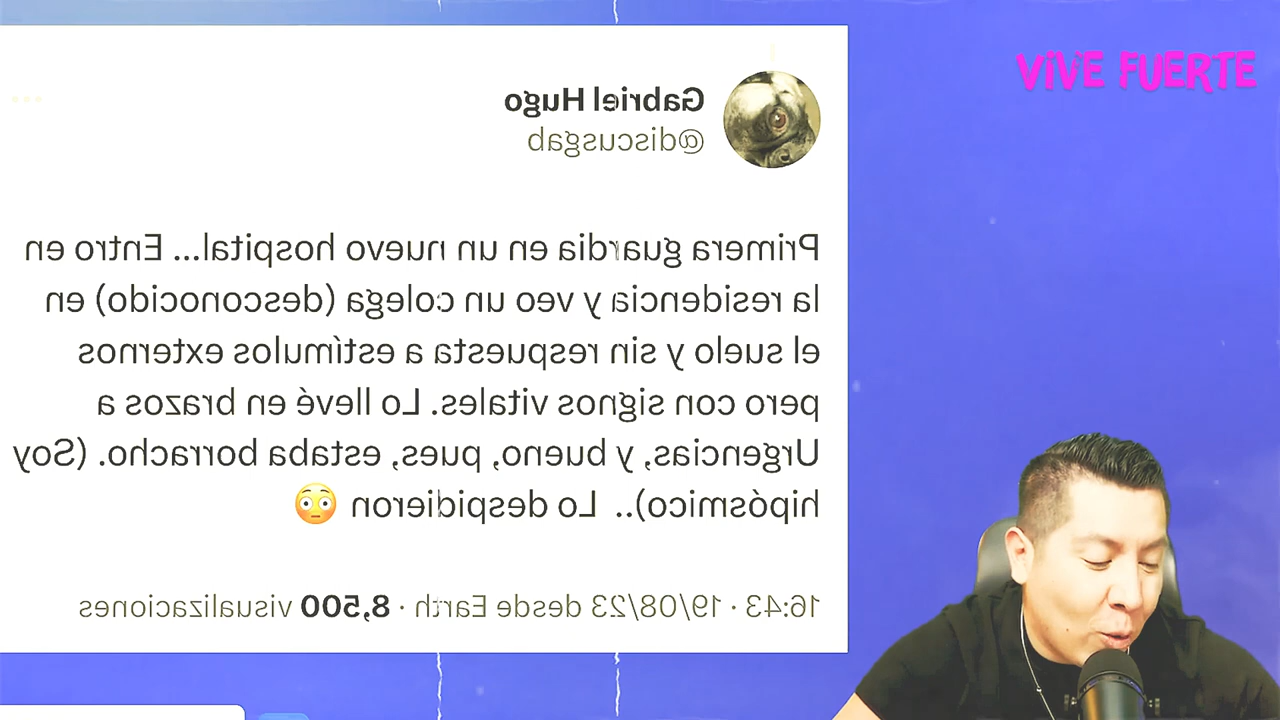 VIVE FUERTE
Gabriel Hugo
@discusgab
Primera guardia en un nuevo hospital... Entro en
la residencia y veo un colega (desconocido) en
el suelo y sin respuesta a estímulos externos
pero con signos vitales. Lo llevé en brazos a
Urgencias, y bueno, pues, estaba borracho. (Soy
hipósmico).. Lo despidieron 😳
16:43 · 19/08/23 desde Earth · 8,500 visualizaciones